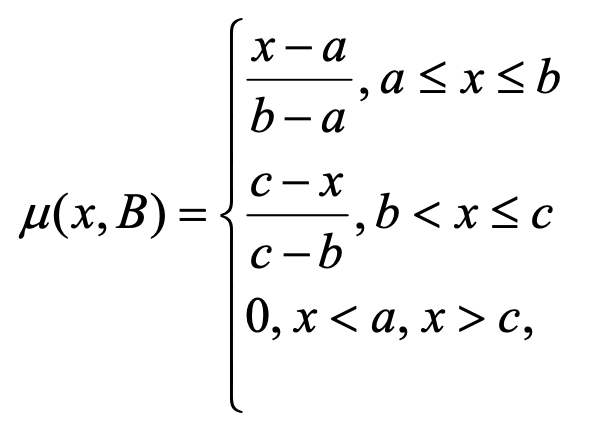 μ(x, B) = { (x − a)/(b − a), a ≤ x ≤ b
(c − x)/(c − b), b < x ≤ c
0, x < a, x > c,